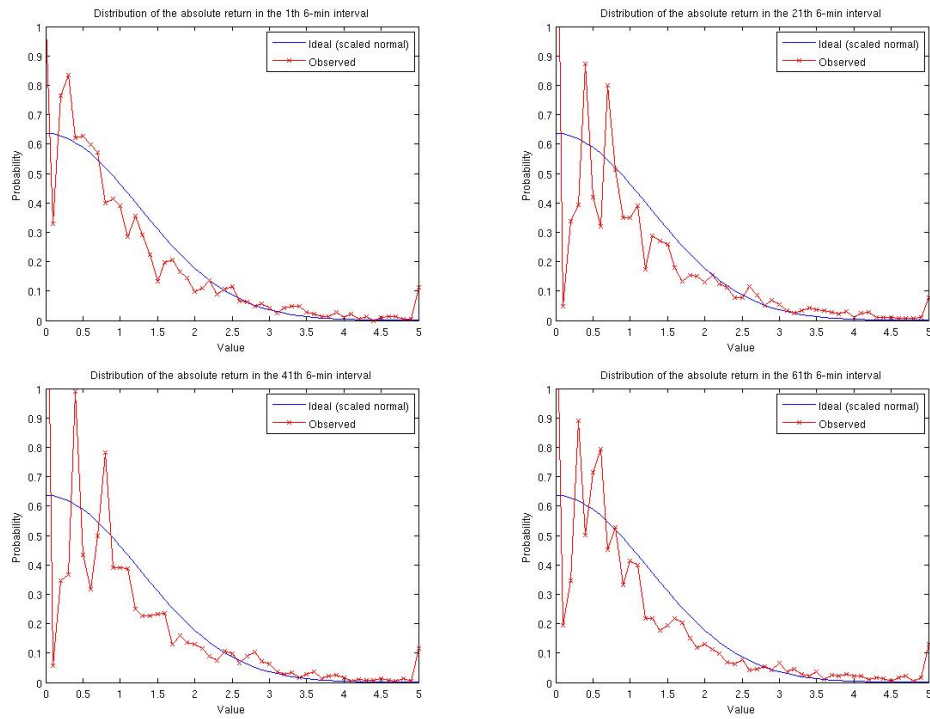 Distribution of the absolute return in the 1th 6-min interval
Ideal (scaled normal)
Observed
Probability
1
0.9
0.8
0.7
0.6
0.5
0.4
0.3
0.2
0.1
0
0 0.5 1 1.5 2 2.5 3 3.5 4 4.5 5
Value
Distribution of the absolute return in the 21th 6-min interval
Ideal (scaled normal)
Observed
Probability
1
0.9
0.8
0.7
0.6
0.5
0.4
0.3
0.2
0.1
0
0 0.5 1 1.5 2 2.5 3 3.5 4 4.5 5
Value
Distribution of the absolute return in the 41th 6-min interval
Ideal (scaled normal)
Observed
Probability
1
0.9
0.8
0.7
0.6
0.5
0.4
0.3
0.2
0.1
0
0 0.5 1 1.5 2 2.5 3 3.5 4 4.5 5
Value
Distribution of the absolute return in the 61th 6-min interval
Ideal (scaled normal)
Observed
Probability
1
0.9
0.8
0.7
0.6
0.5
0.4
0.3
0.2
0.1
0
0 0.5 1 1.5 2 2.5 3 3.5 4 4.5 5
Value